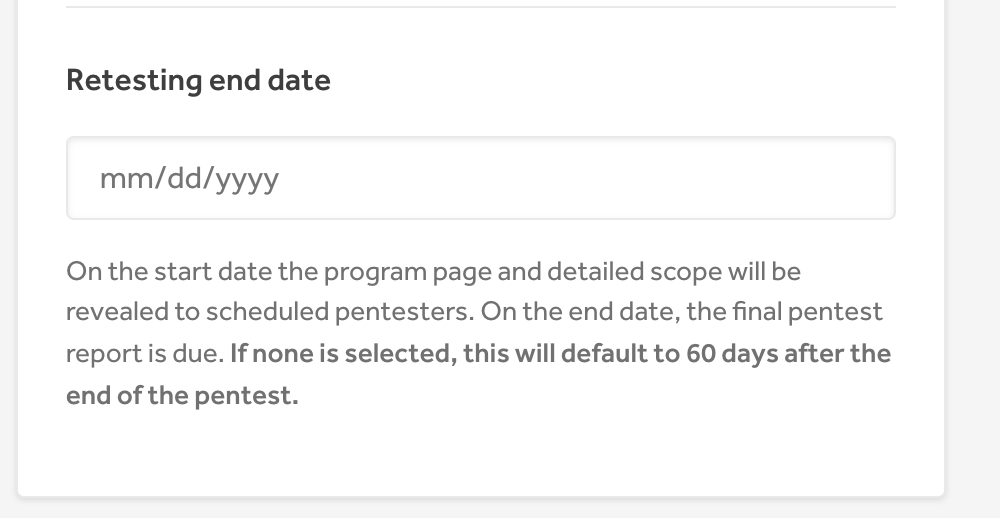 Retesting end date
mm/dd/yyyy
On the start date the program page and detailed scope will be
revealed to scheduled pentesters. On the end date, the final pentest
report is due. If none is selected, this will default to 60 days after the
end of the pentest.